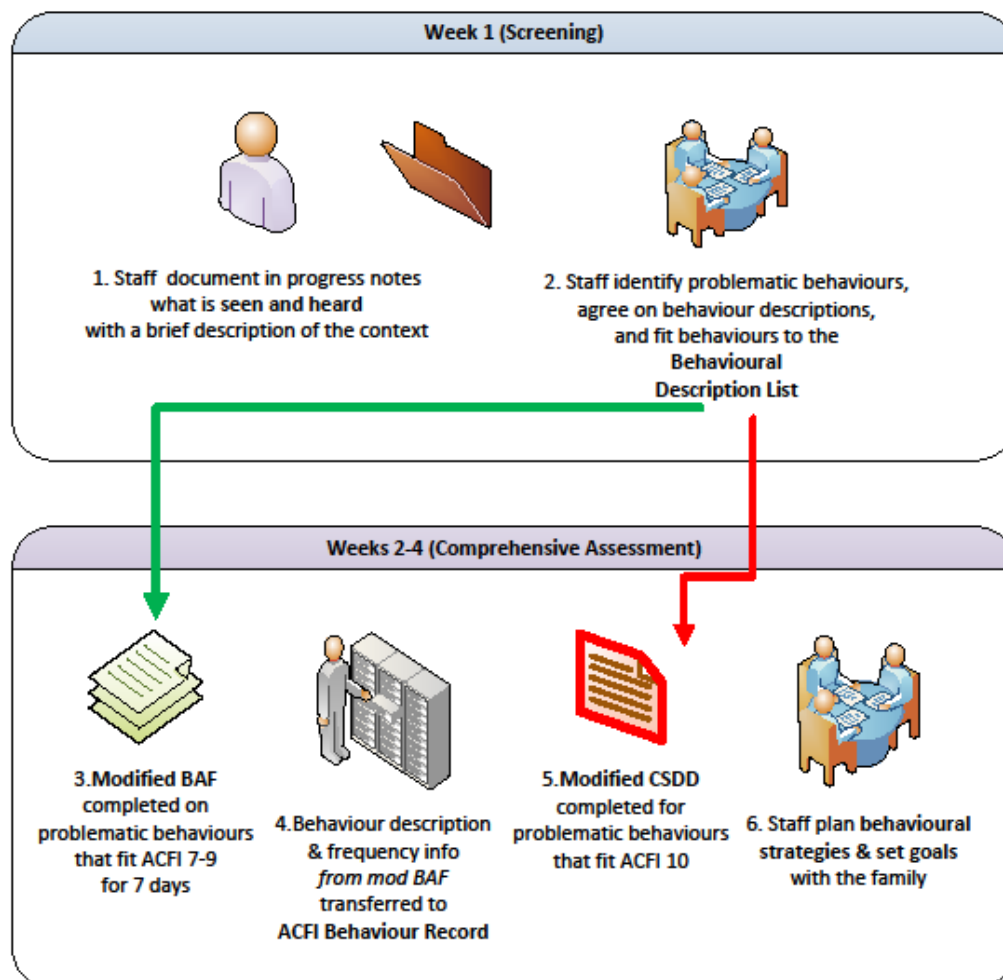 Week 1 (Screening)
1. Staff document in progress notes
what is seen and heard
with a brief description of the context
2. Staff identify problematic behaviours,
agree on behaviour descriptions,
and fit behaviours to the
Behavioural
Description List
Weeks 2-4 (Comprehensive Assessment)
3.Modified BAF
completed on
problematic behaviours
that fit ACFI 7-9
for 7 days
4.Behaviour description
& frequency info
from mod BAF
transferred to
ACFI Behaviour Record
5.Modified CSDD
completed for
problematic behaviours
that fit ACFI 10
6. Staff plan behavioural
strategies & set goals
with the family